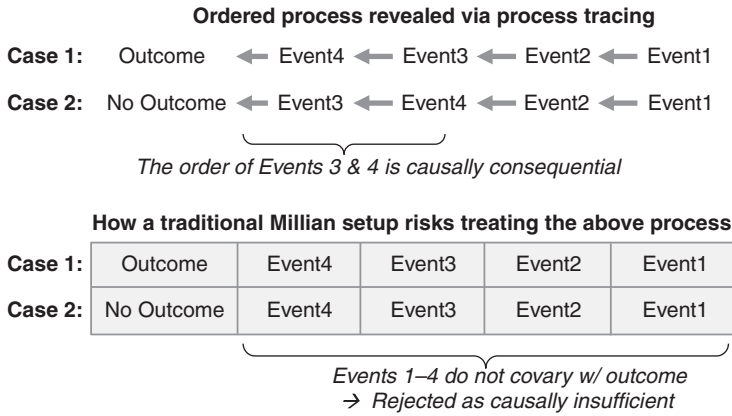 Ordered process revealed via process tracing
Case 1: Outcome Event4 Event3 Event2 Event1
Case 2: No Outcome Event3 Event4 Event2 Event1
The order of Events 3 & 4 is causally consequential
How a traditional Millian setup risks treating the above process
Case 1: Outcome Event4 Event3 Event2 Event1
Case 2: No Outcome Event4 Event3 Event2 Event1
Events 1–4 do not covary w/ outcome
→ Rejected as causally insufficient